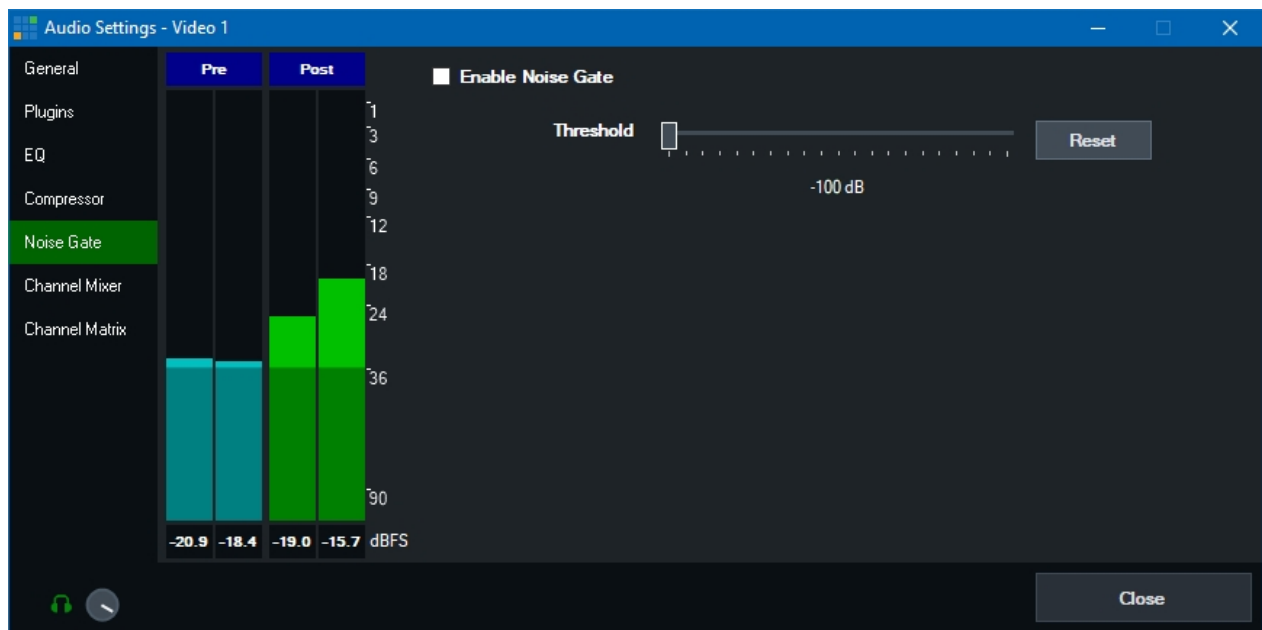 Audio Settings - Video 1
General
Plugins
EQ
Compressor
Noise Gate
Channel Mixer
Channel Matrix
Pre Post
1
3
6
9
12
18
24
36
90
-20.9 -18.4 -19.0 -15.7 dBFS
Enable Noise Gate
Threshold
Reset
-100 dB
Close